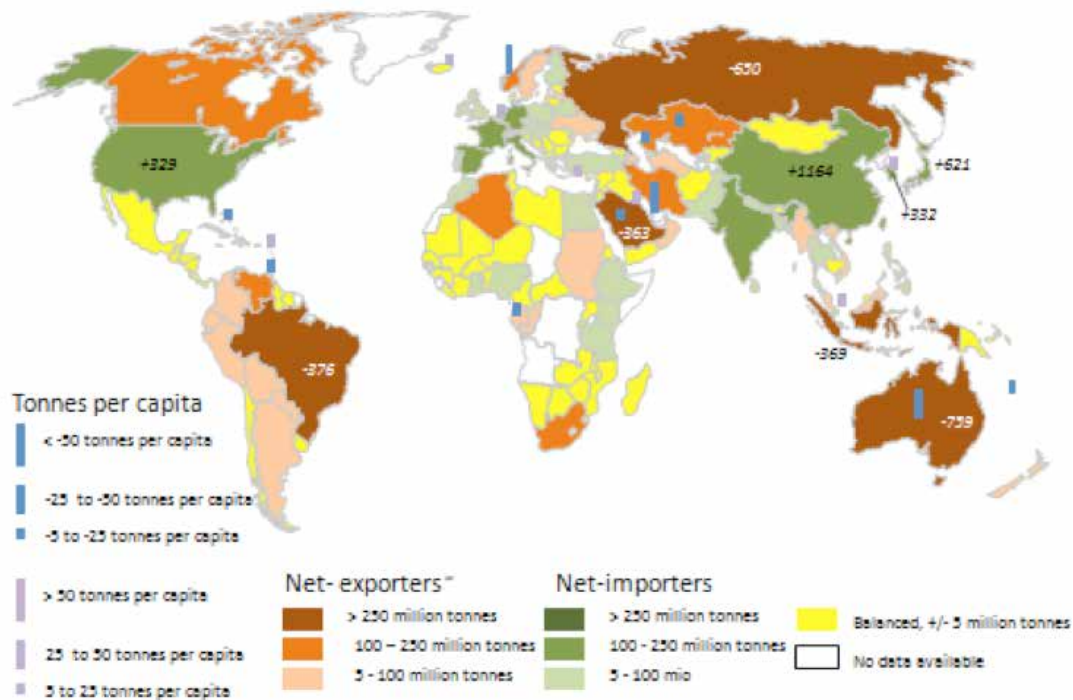 -650
+329
+1164
+621
+332
-363
-369
-376
-759
Tonnes per capita
< -50 tonnes per capita
-25 to -50 tonnes per capita
-5 to -25 tonnes per capita
> 50 tonnes per capita
25 to 50 tonnes per capita
5 to 25 tonnes per capita
Net- exporters"
> 250 million tonnes
100 – 250 million tonnes
5 - 100 million tonnes
Net-importers
> 250 million tonnes
100 - 250 million tonnes
5 - 100 mio
Balanced, +/- 5 million tonnes
No data available